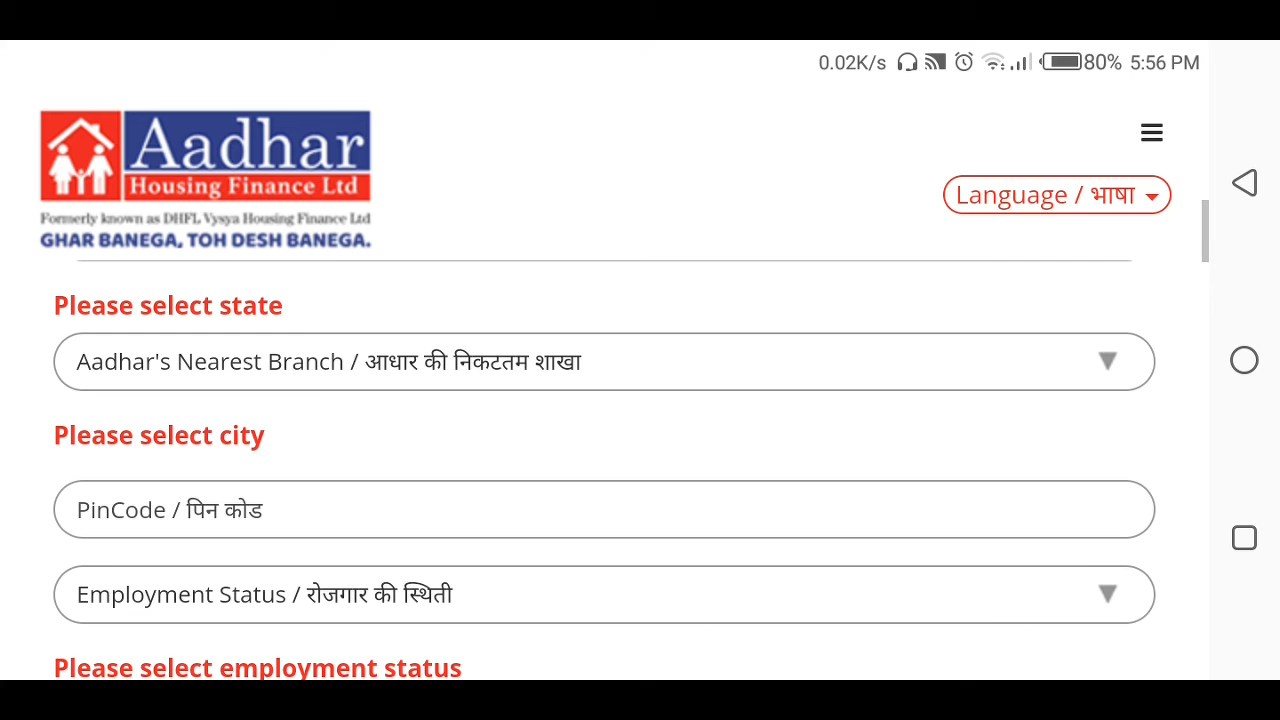 0.02K/s 80% 5:56 PM
Aadhar
Housing Finance Ltd
Formerly known as DHFL Vysya Housing Finance Ltd
GHAR BANEGA, TOH DESH BANEGA.
Language / भाषा
Please select state
Aadhar's Nearest Branch / आधार की निकटतम शाखा
Please select city
PinCode / पिन कोड
Employment Status / रोजगार की स्थिती
Please select employment status